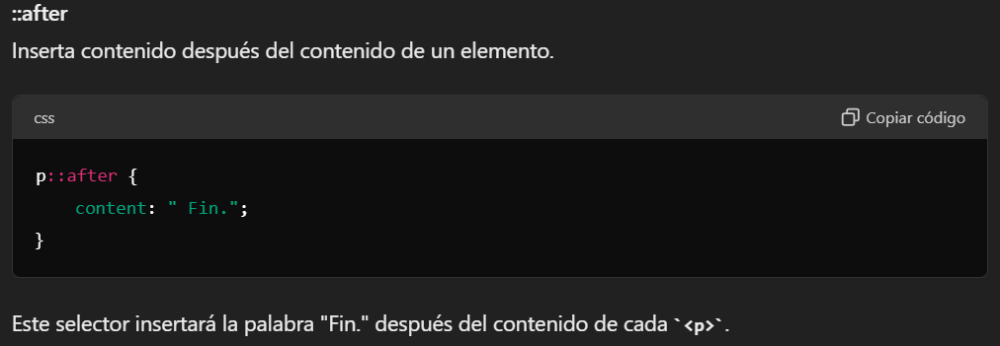 ::after
Inserta contenido después del contenido de un elemento.
css
Copiar código
p::after {
    content: " Fin.";
}
Este selector insertará la palabra "Fin." después del contenido de cada `<p>`.